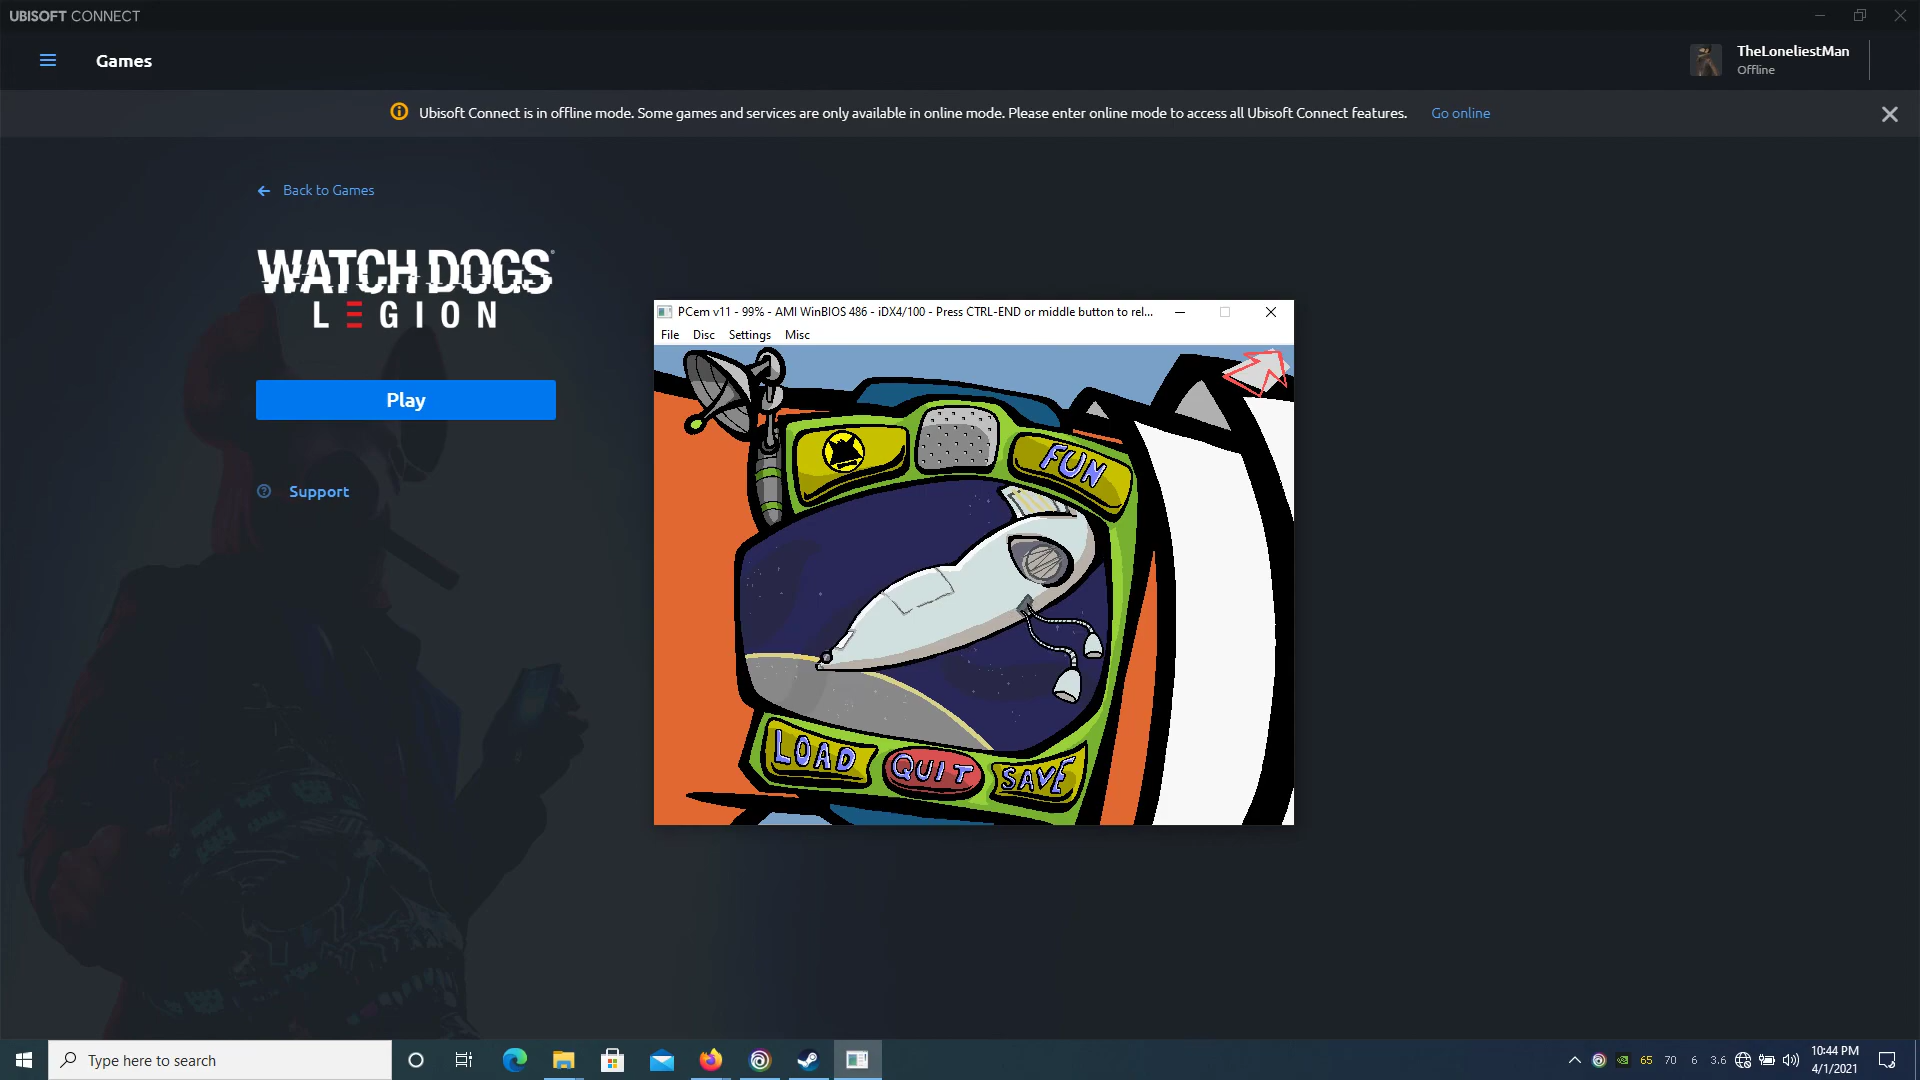 UBISOFT CONNECT
Games
TheLoneliestMan
Offline
Ubisoft Connect is in offline mode. Some games and services are only available in online mode. Please enter online mode to access all Ubisoft Connect features. Go online
Back to Games
WATCH DOGS
LEGION
Play
Support
PCem v11 - 99% - AMI WinBIOS 486 - iDX4/100 - Press CTRL-END or middle button to rel...
File Disc Settings Misc
FUN
LOAD QUIT SAVE
Type here to search
65 70 6 3.6
10:44 PM
4/1/2021